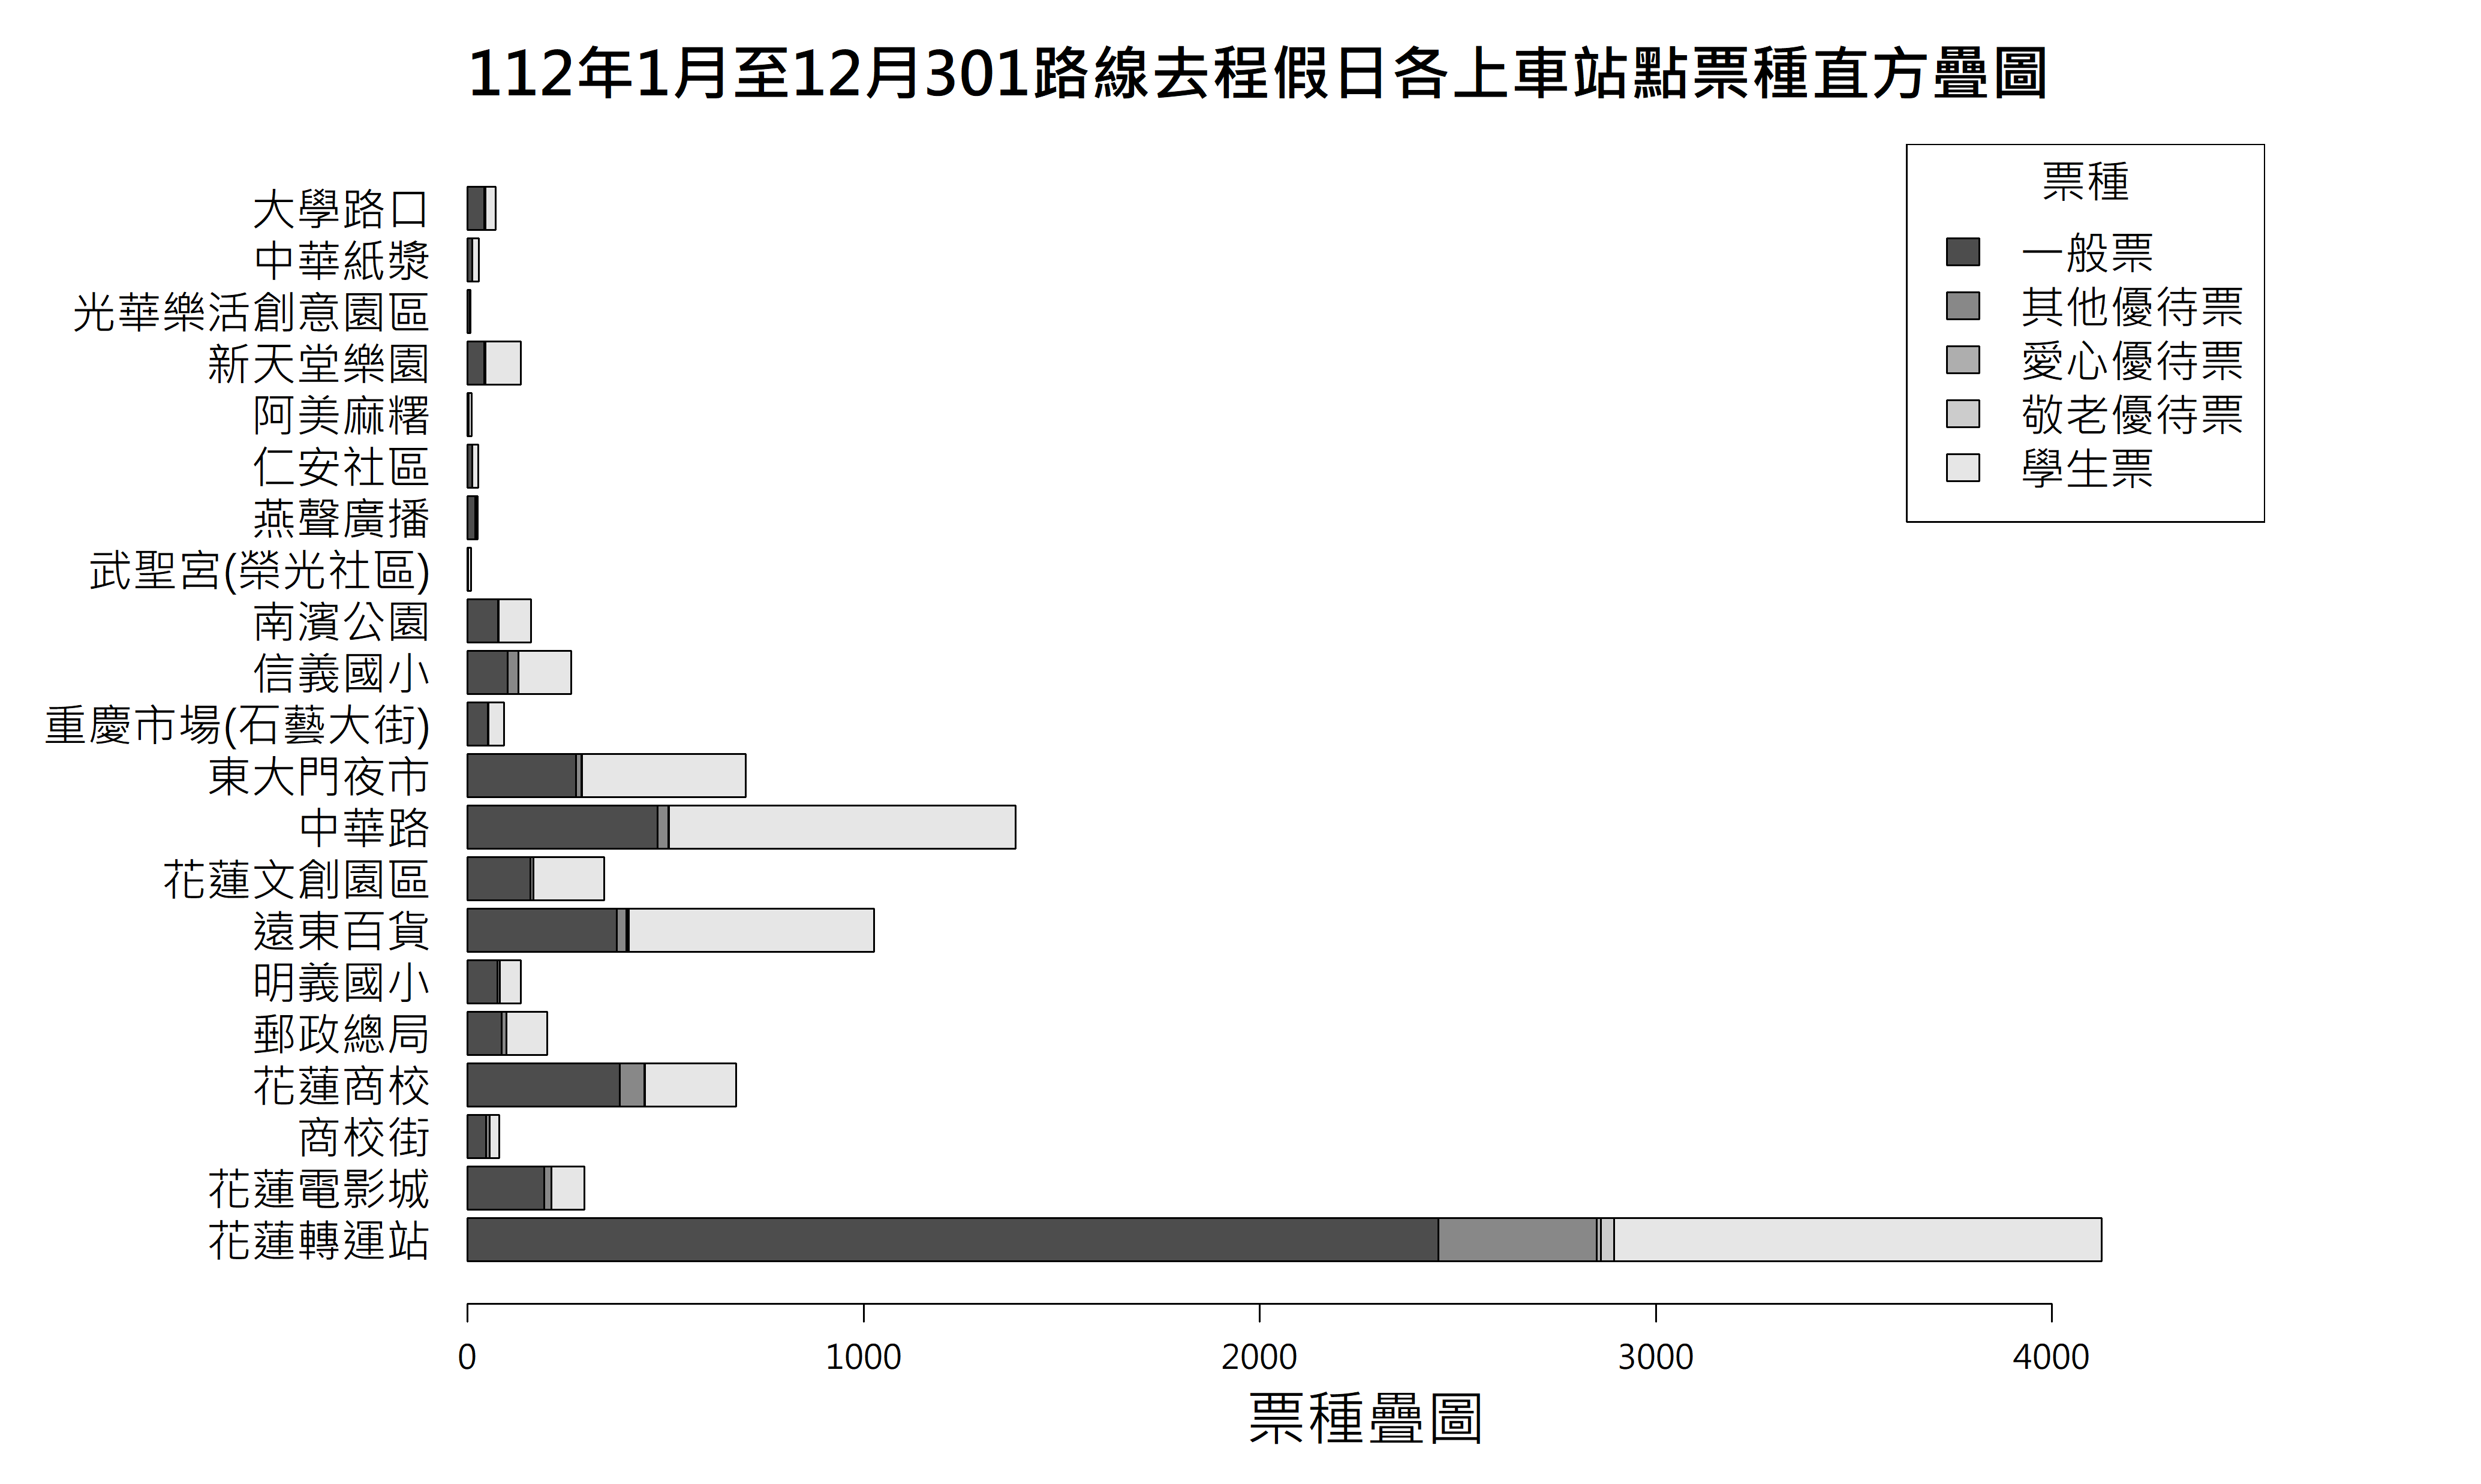 112年1月至12月301路線去程假日各上車站點票種直方疊圖
票種
一般票
其他優待票
愛心優待票
敬老優待票
學生票
大學路口
中華紙漿
光華樂活創意園區
新天堂樂園
阿美麻糬
仁安社區
燕聲廣播
武聖宮(榮光社區)
南濱公園
信義國小
重慶市場(石藝大街)
東大門夜市
中華路
花蓮文創園區
遠東百貨
明義國小
郵政總局
花蓮商校
商校街
花蓮電影城
花蓮轉運站
0 1000 2000 3000 4000
票種疊圖